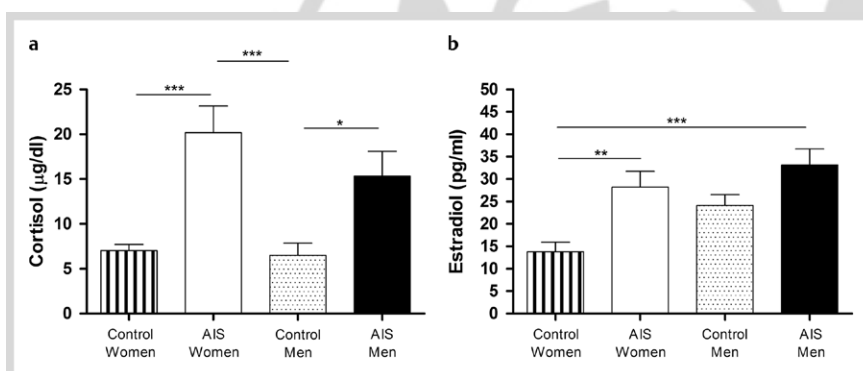 a
***
***
*
Cortisol (µg/dl)
25
20
15
10
5
0
Control
Women
AIS
Women
Control
Men
AIS
Men
b
***
**
Estradiol (pg/ml)
50
45
40
35
30
25
20
15
10
5
0
Control
Women
AIS
Women
Control
Men
AIS
Men